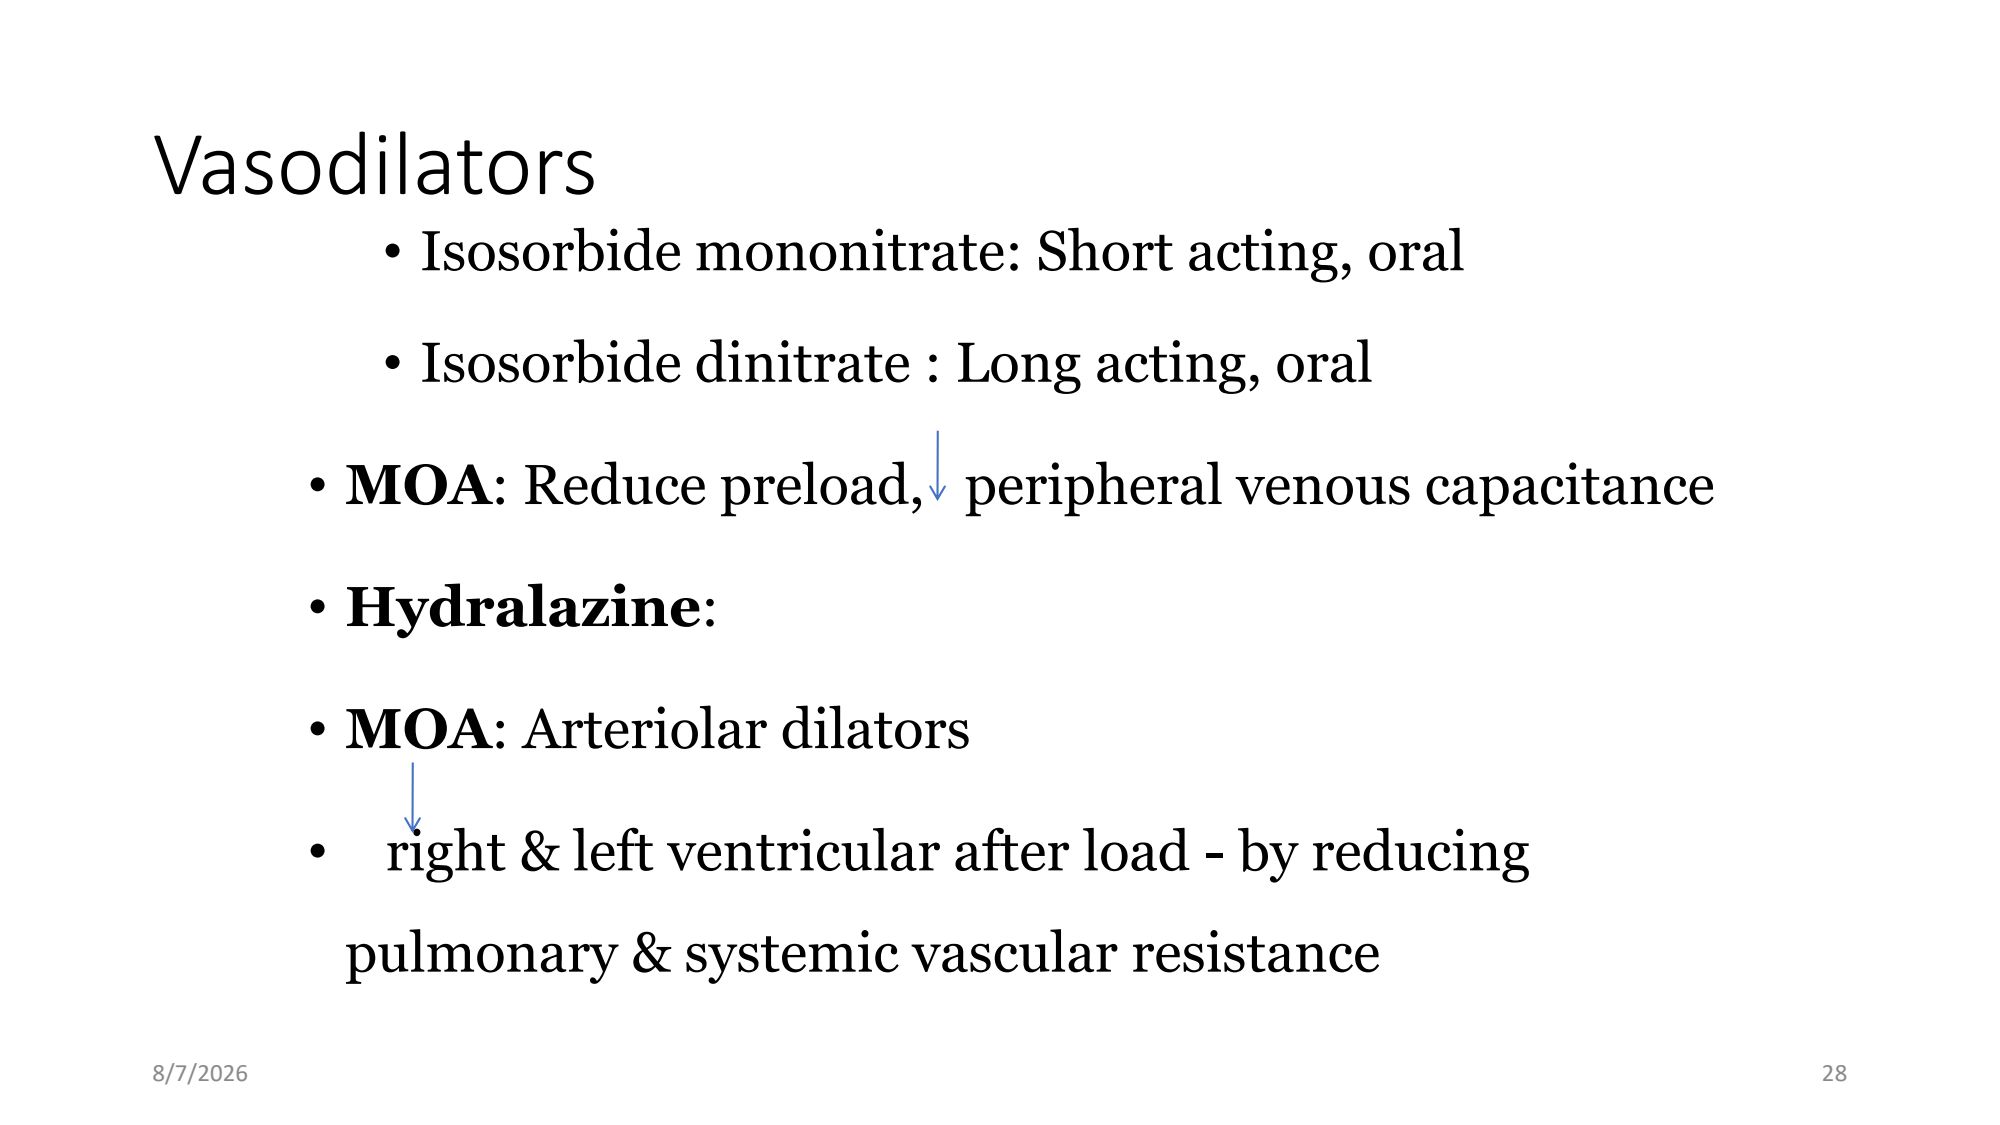 Vasodilators
• Isosorbide mononitrate: Short acting, oral
• Isosorbide dinitrate : Long acting, oral
• MOA: Reduce preload,↓ peripheral venous capacitance
• Hydralazine:
• MOA: Arteriolar dilators
• ↓ right & left ventricular after load - by reducing
pulmonary & systemic vascular resistance
8/7/2026
28